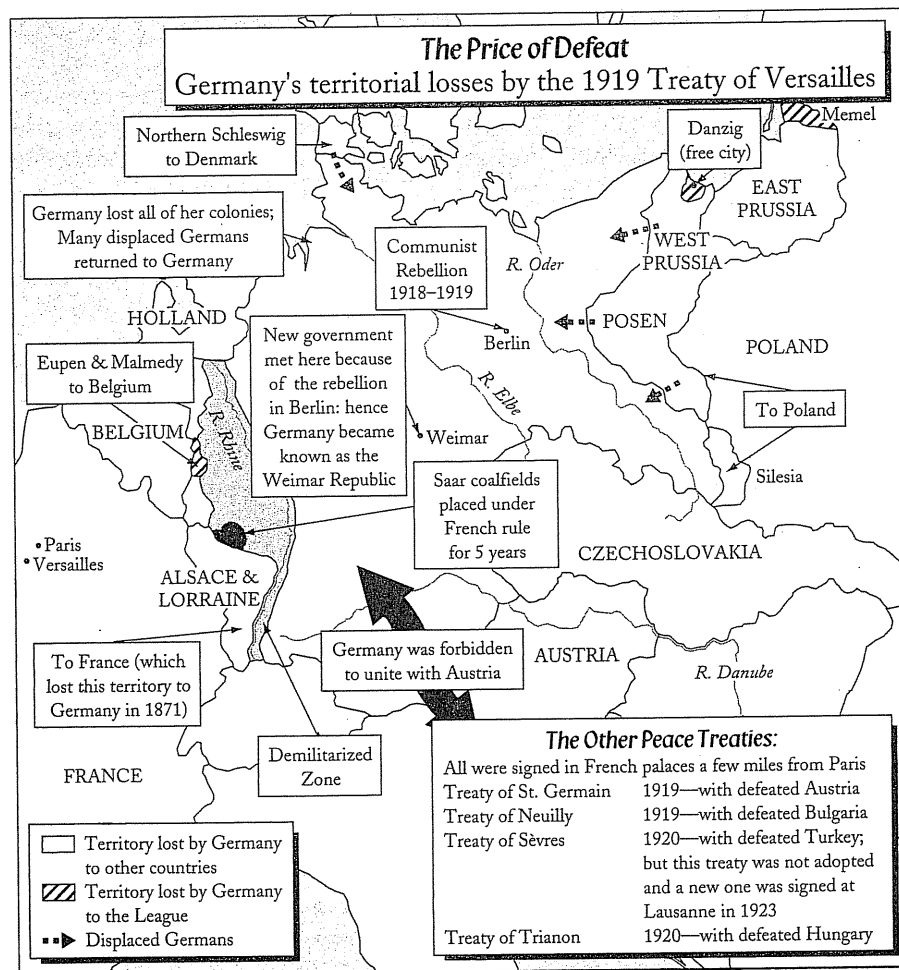 The Price of Defeat
Germany's territorial losses by the 1919 Treaty of Versailles
Northern Schleswig
to Denmark
Danzig
(free city)
Memel
EAST
PRUSSIA
Germany lost all of her colonies;
Many displaced Germans
returned to Germany
Communist
Rebellion
1918–1919
R. Oder
WEST
PRUSSIA
HOLLAND
New government
met here because
of the rebellion
in Berlin: hence
Germany became
known as the
Weimar Republic
Berlin
POSEN
POLAND
Eupen & Malmedy
to Belgium
R. Elbe
To Poland
BELGIUM
R. Rhine
Weimar
Silesia
Saar coalfields
placed under
French rule
for 5 years
Paris
Versailles
CZECHOSLOVAKIA
ALSACE &
LORRAINE
To France (which
lost this territory to
Germany in 1871)
Germany was forbidden
to unite with Austria
AUSTRIA
R. Danube
Demilitarized
Zone
FRANCE
The Other Peace Treaties:
All were signed in French palaces a few miles from Paris
Treaty of St. Germain 1919—with defeated Austria
Treaty of Neuilly 1919—with defeated Bulgaria
Treaty of Sèvres 1920—with defeated Turkey;
but this treaty was not adopted
and a new one was signed at
Lausanne in 1923
Treaty of Trianon 1920—with defeated Hungary
Territory lost by Germany
to other countries
Territory lost by Germany
to the League
Displaced Germans